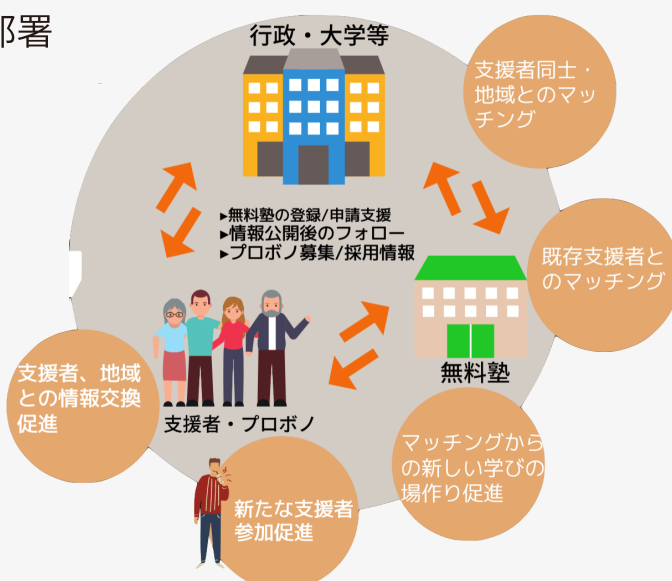 部署
行政・大学等
支援者同士・
地域とのマッ
チング
▸無料塾の登録/申請支援
▸情報公開後のフォロー
▸プロボノ募集/採用情報
既存支援者と
のマッチング
無料塾
支援者、地域
との情報交換
促進
支援者・プロボノ
マッチングから
の新しい学びの
場作り促進
新たな支援者
参加促進